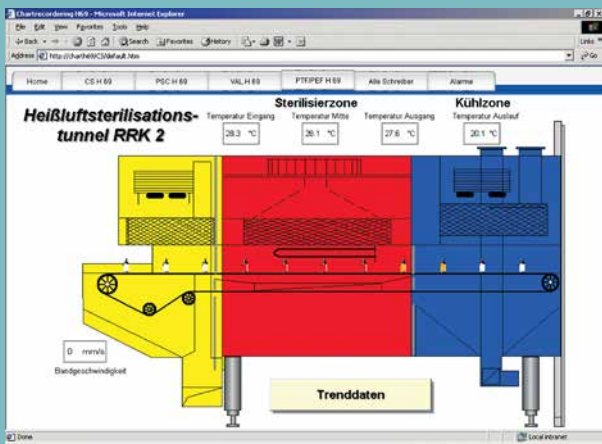 Chartrecordering H69 - Microsoft Internet Explorer
File Edit View Favorites Tools Help
Back Search Favorites History
Address http://charth69/CS/default.htm Go Links
Home CS H 69 PSC H 69 VAL H 69 PTF/PEF H 69 Alle Schreiber Alarme
Sterilisierzone Kühlzone
Heißluftsterilisations-
tunnel RRK 2
Temperatur Eingang Temperatur Mitte Temperatur Ausgang Temperatur Auslauf
28.3 °C 26.1 °C 27.6 °C 20.1 °C
0 mm/s
Bandgeschwindigkeit
Trenddaten
Done Local intranet